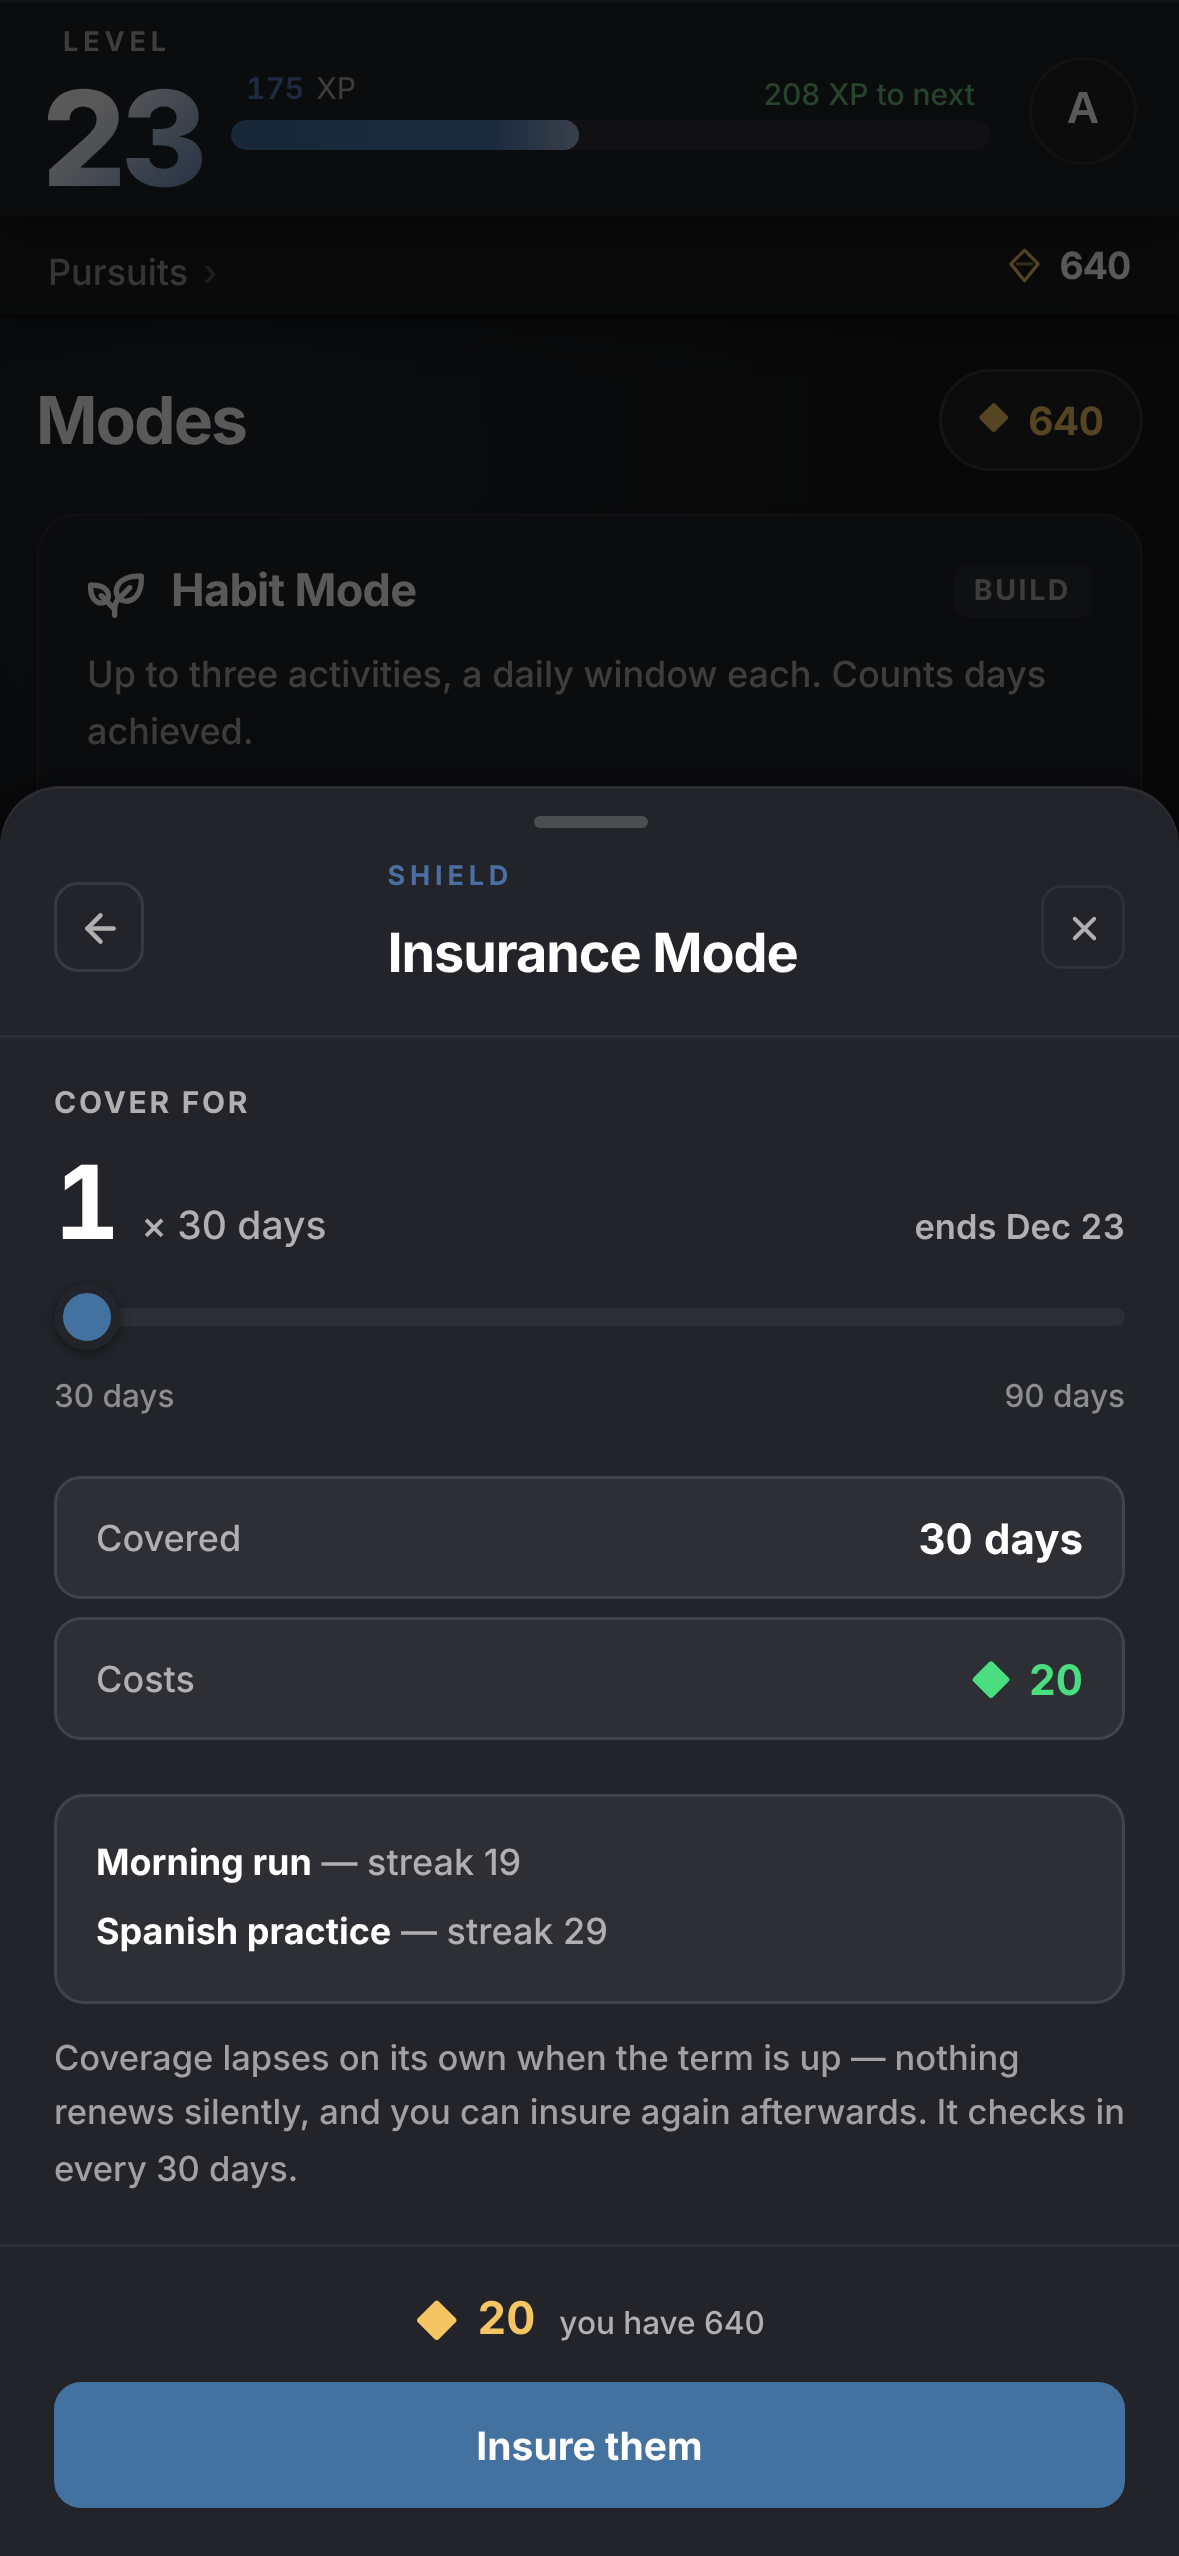 LEVEL
23
175 XP
208 XP to next
A
Pursuits ›
640
Modes
640
Habit Mode
BUILD
Up to three activities, a daily window each. Counts days
achieved.
SHIELD
Insurance Mode
COVER FOR
1 × 30 days
ends Dec 23
30 days
90 days
Covered
30 days
Costs
20
Morning run — streak 19
Spanish practice — streak 29
Coverage lapses on its own when the term is up — nothing
renews silently, and you can insure again afterwards. It checks in
every 30 days.
20 you have 640
Insure them